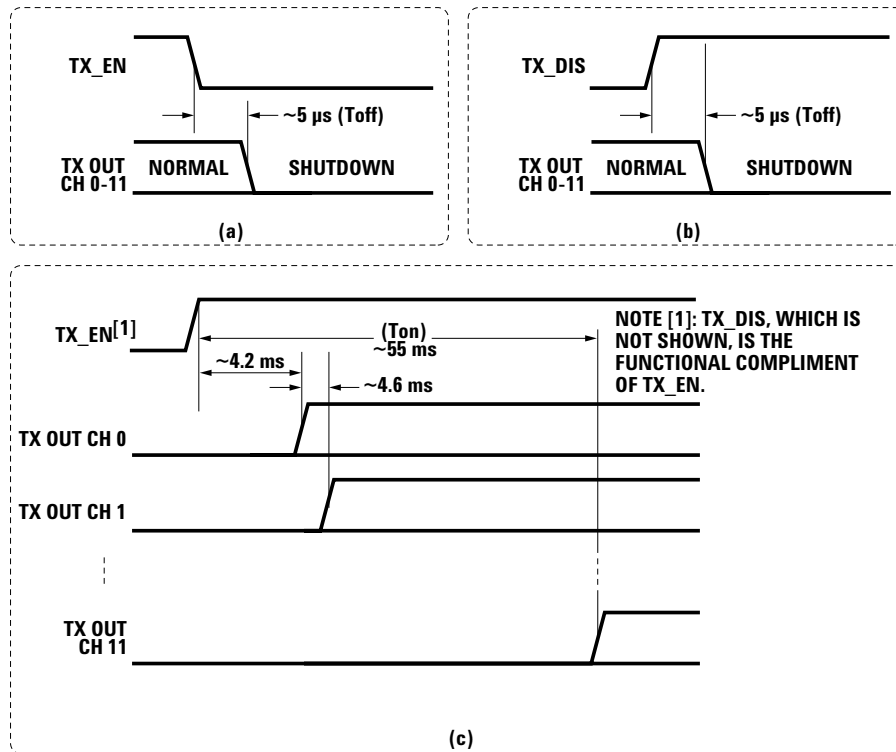 TX_EN
~5 µs (Toff)
TX OUT
CH 0-11
NORMAL
SHUTDOWN
(a)
TX_DIS
~5 µs (Toff)
TX OUT
CH 0-11
NORMAL
SHUTDOWN
(b)
TX_EN[1]
(Ton)
~55 ms
~4.2 ms
~4.6 ms
NOTE [1]: TX_DIS, WHICH IS
NOT SHOWN, IS THE
FUNCTIONAL COMPLIMENT
OF TX_EN.
TX OUT CH 0
TX OUT CH 1
TX OUT
CH 11
(c)